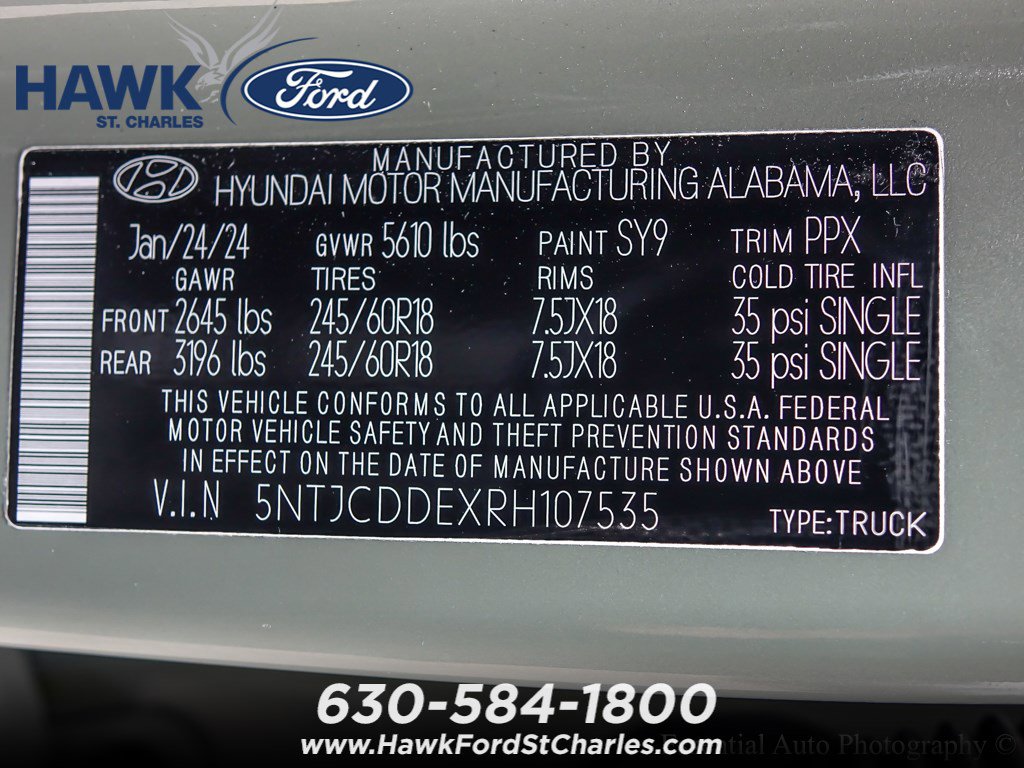 HAWK Ford
ST. CHARLES
MANUFACTURED BY
HYUNDAI MOTOR MANUFACTURING ALABAMA, LLC
Jan/24/24 GVWR 5610 lbs PAINT SY9 TRIM PPX
GAWR TIRES RIMS COLD TIRE INFL
FRONT 2645 lbs 245/60R18 7.5JX18 35 psi SINGLE
REAR 3196 lbs 245/60R18 7.5JX18 35 psi SINGLE
THIS VEHICLE CONFORMS TO ALL APPLICABLE U.S.A. FEDERAL
MOTOR VEHICLE SAFETY AND THEFT PREVENTION STANDARDS
IN EFFECT ON THE DATE OF MANUFACTURE SHOWN ABOVE
V.I.N 5NTJCDDEXRH107535 TYPE:TRUCK
630-584-1800
www.HawkFordStCharles.com
Auto Photography ©